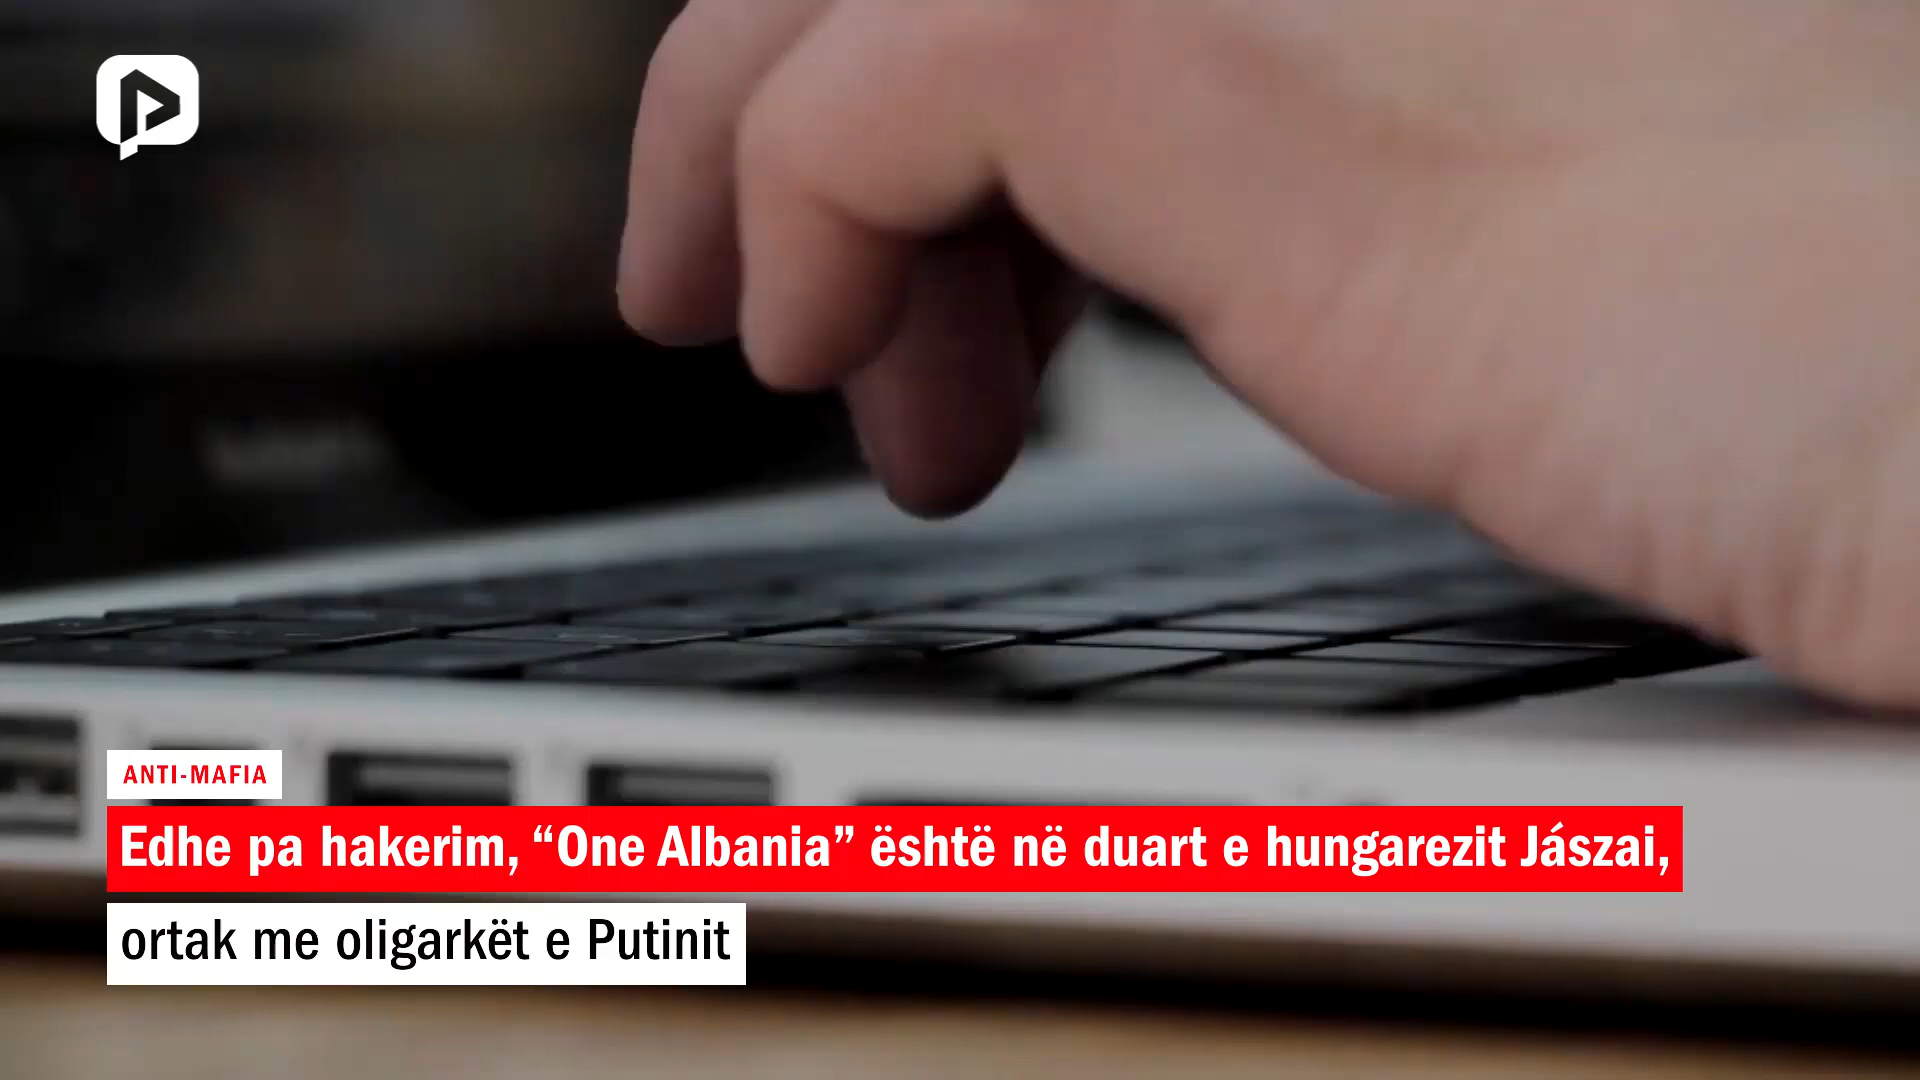 ANTI-MAFIA
Edhe pa hakerim, “One Albania” është në duart e hungarezit Jászai,
ortak me oligarkët e Putinit